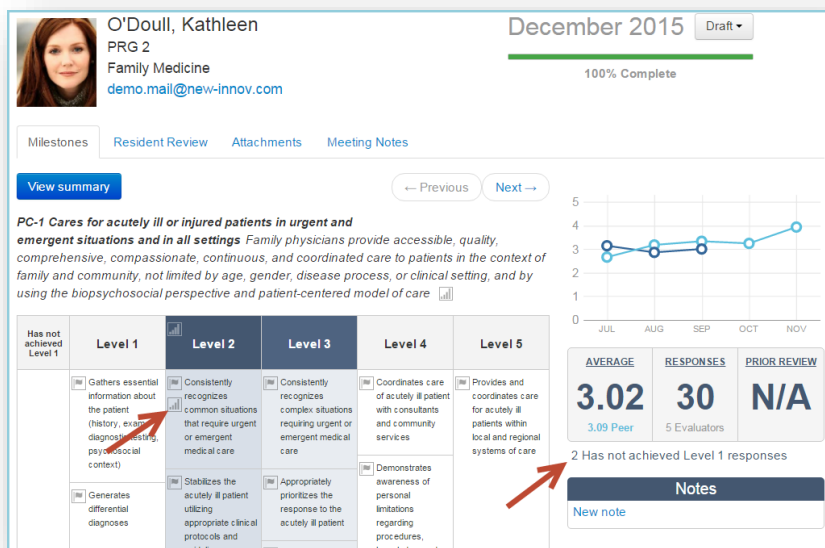 O'Doull, Kathleen
PRG 2
Family Medicine
demo.mail@new-innov.com
December 2015
Draft
100% Complete
Milestones
Resident Review
Attachments
Meeting Notes
View summary
← Previous
Next →
PC-1 Cares for acutely ill or injured patients in urgent and
emergent situations and in all settings Family physicians provide accessible, quality,
comprehensive, compassionate, continuous, and coordinated care to patients in the context of
family and community, not limited by age, gender, disease process, or clinical setting, and by
using the biopsychosocial perspective and patient-centered model of care
Has not
achieved
Level 1
Level 1
Level 2
Level 3
Level 4
Level 5
Gathers essential
information about
the patient
(history, exam,
diagnostic testing,
psychosocial
context)
Generates
differential
diagnoses
Consistently
recognizes
common situations
that require urgent
or emergent
medical care
Stabilizes the
acutely ill patient
utilizing
appropriate clinical
protocols and
Consistently
recognizes
complex situations
requiring urgent or
emergent medical
care
Appropriately
prioritizes the
response to the
acutely ill patient
Coordinates care
of acutely ill patient
with consultants
and community
services
Demonstrates
awareness of
personal
limitations
regarding
procedures,
Provides and
coordinates care
for acutely ill
patients within
local and regional
systems of care
5
4
3
2
1
0
JUL
AUG
SEP
OCT
NOV
AVERAGE
3.02
3.09 Peer
RESPONSES
30
5 Evaluators
PRIOR REVIEW
N/A
2 Has not achieved Level 1 responses
Notes
New note